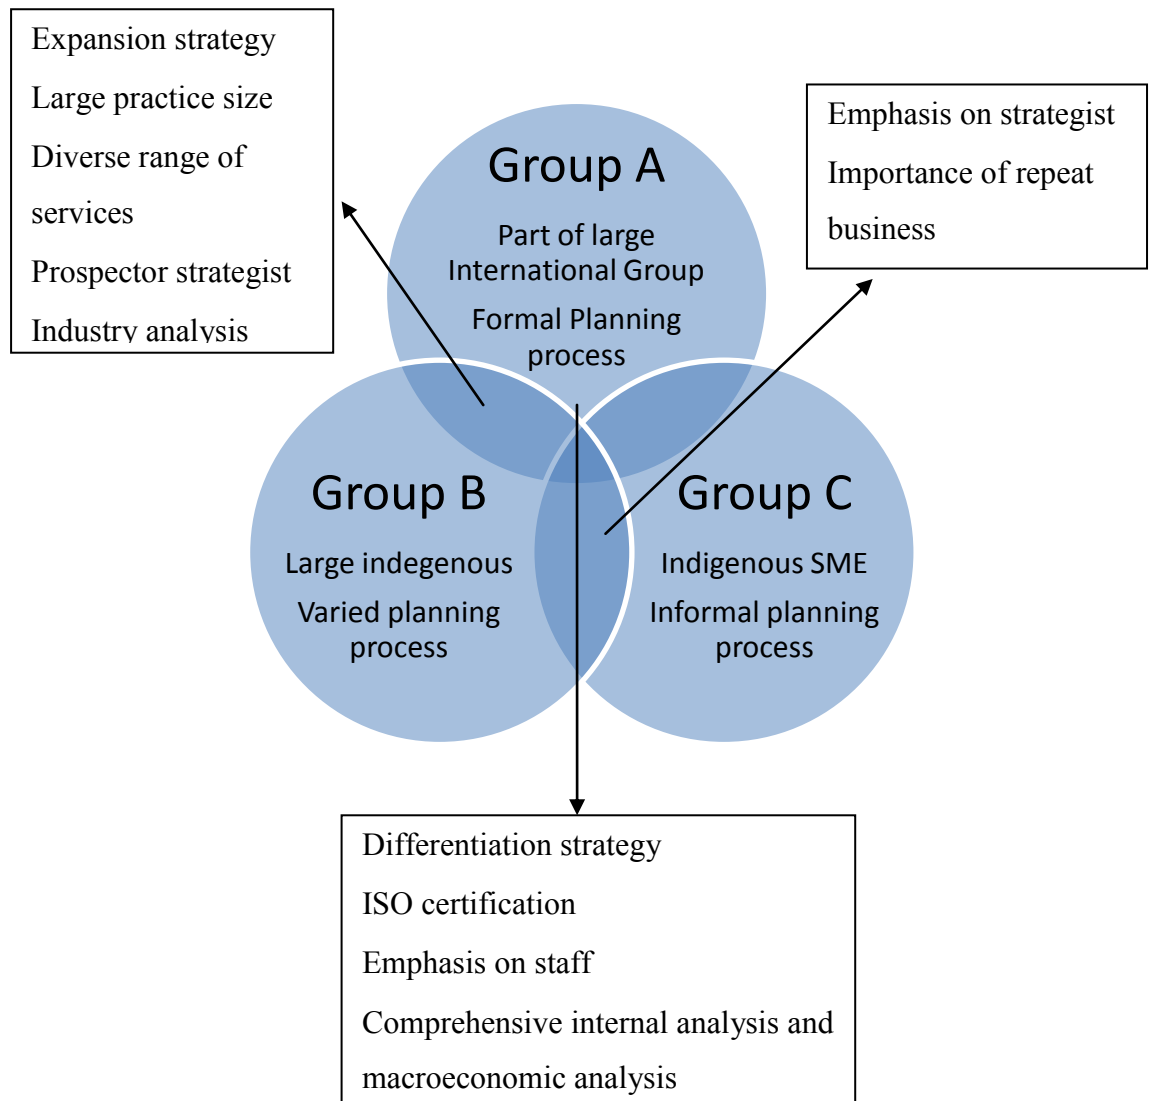 Expansion strategy
Large practice size
Diverse range of
services
Prospector strategist
Industry analysis
Emphasis on strategist
Importance of repeat
business
Group A
Part of large
International Group
Formal Planning
process
Group B
Large indegenous
Varied planning
process
Group C
Indigenous SME
Informal planning
process
Differentiation strategy
ISO certification
Emphasis on staff
Comprehensive internal analysis and
macroeconomic analysis